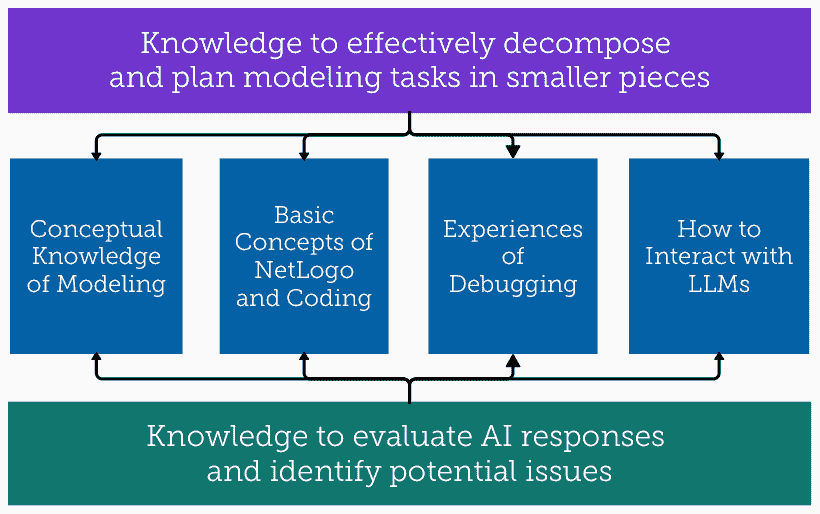 Knowledge to effectively decompose
and plan modeling tasks in smaller pieces
Conceptual
Knowledge
of Modeling
Basic
Concepts of
NetLogo
and Coding
Experiences
of
Debugging
How to
Interact with
LLMs
Knowledge to evaluate AI responses
and identify potential issues